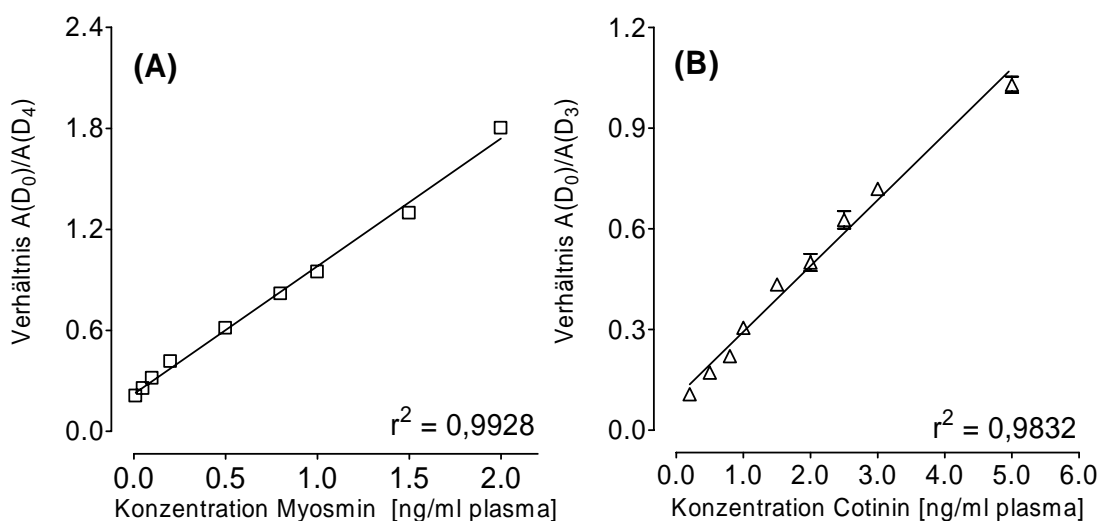 (A)
Verhältnis A(D0)/A(D4)
2.4
1.8
1.2
0.6
0.0
r2 = 0,9928
0.0 0.5 1.0 1.5 2.0
Konzentration Myosmin [ng/ml plasma]
(B)
Verhältnis A(D0)/A(D3)
1.2
0.9
0.6
0.3
0.0
r2 = 0,9832
0.0 1.0 2.0 3.0 4.0 5.0 6.0
Konzentration Cotinin [ng/ml plasma]